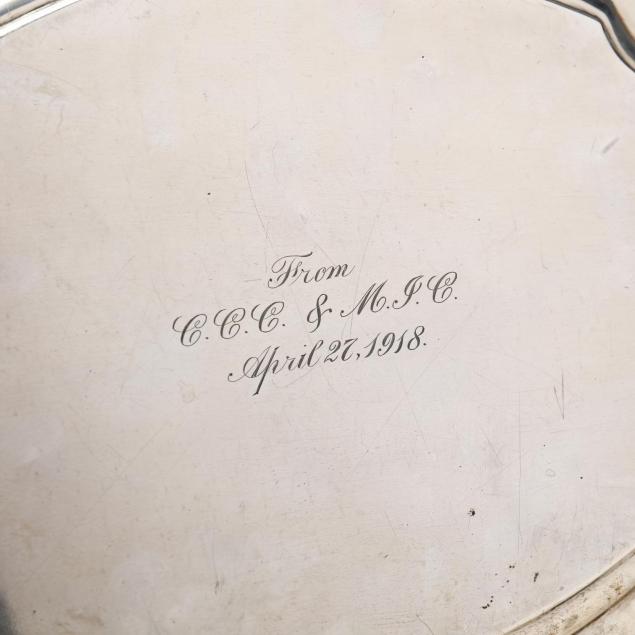 From
C.C.C. & M.I.C.
April 27, 1918.